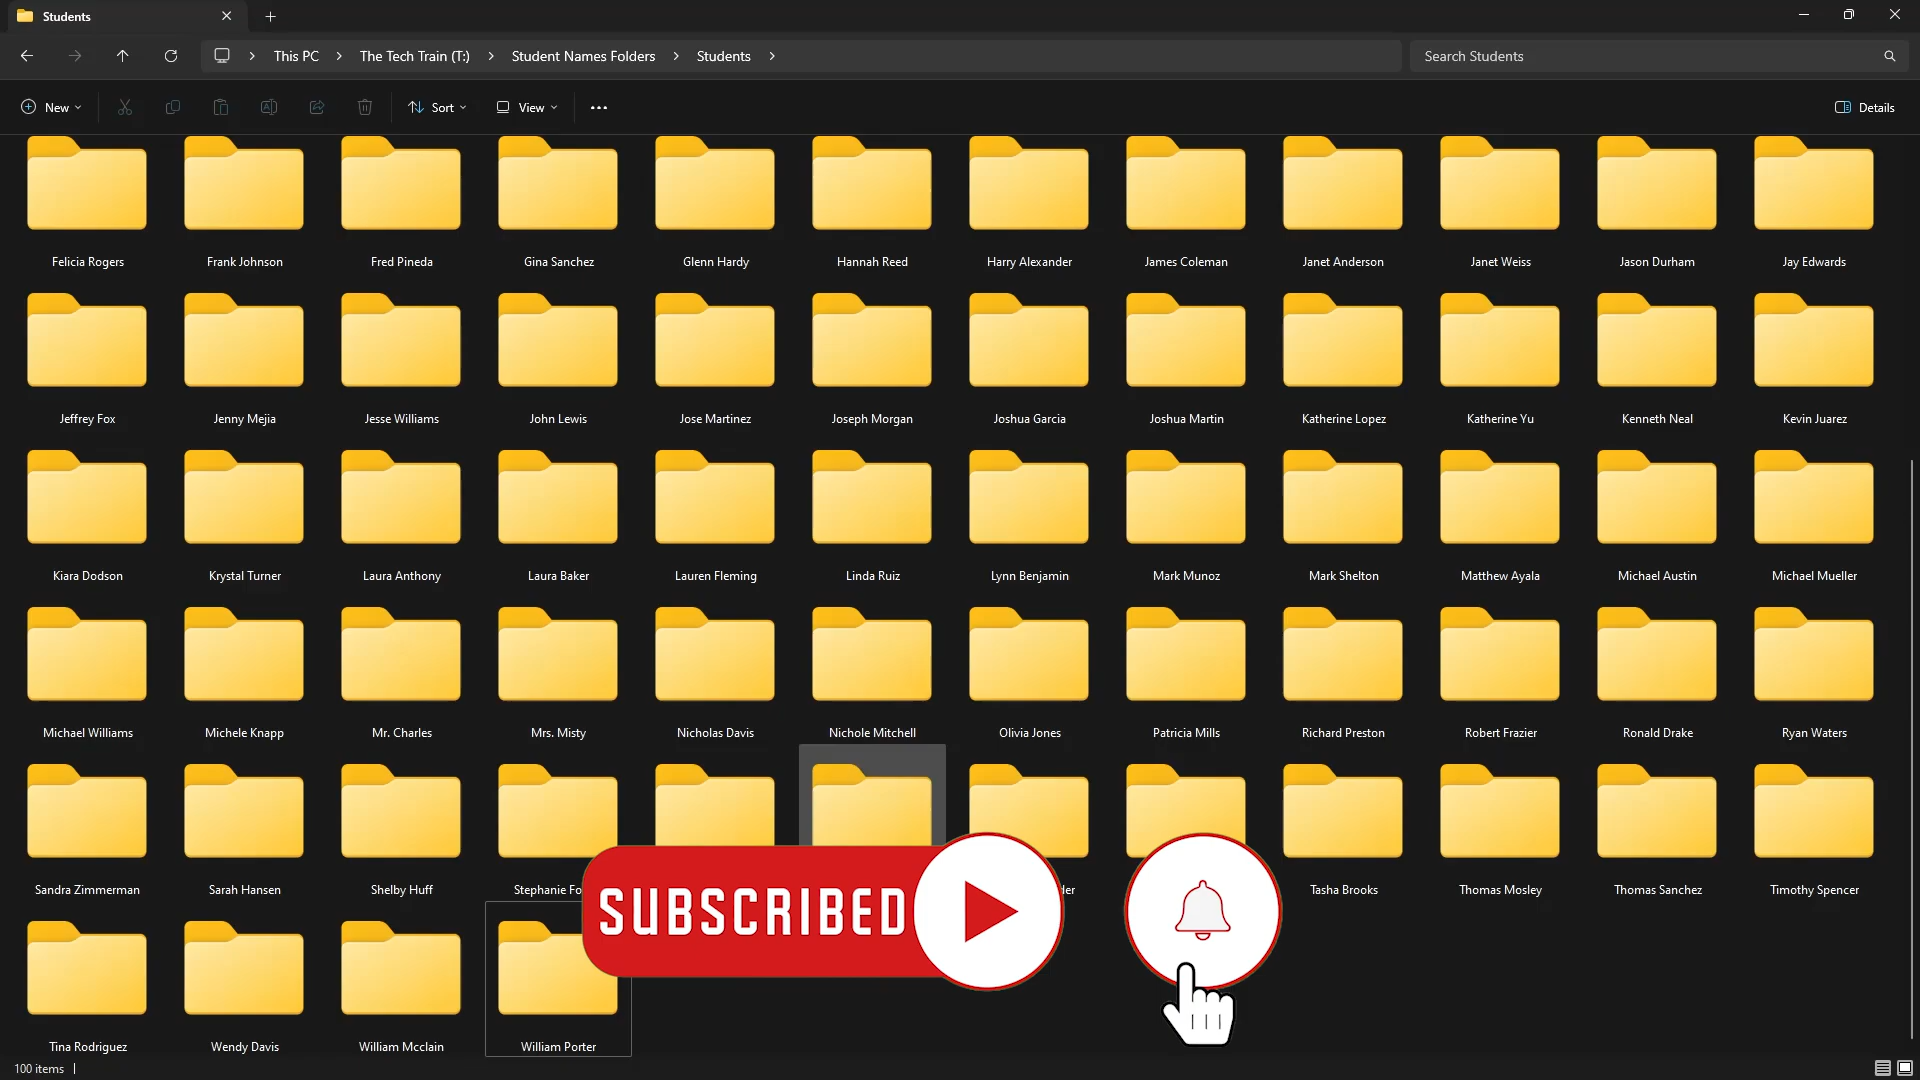 Students
This PC > The Tech Train (T:) > Student Names Folders > Students >
Search Students
New
Sort
View
Details
Felicia Rogers Frank Johnson Fred Pineda Gina Sanchez Glenn Hardy Hannah Reed Harry Alexander James Coleman Janet Anderson Janet Weiss Jason Durham Jay Edwards
Jeffrey Fox Jenny Mejia Jesse Williams John Lewis Jose Martinez Joseph Morgan Joshua Garcia Joshua Martin Katherine Lopez Katherine Yu Kenneth Neal Kevin Juarez
Kiara Dodson Krystal Turner Laura Anthony Laura Baker Lauren Fleming Linda Ruiz Lynn Benjamin Mark Munoz Mark Shelton Matthew Ayala Michael Austin Michael Mueller
Michael Williams Michele Knapp Mr. Charles Mrs. Misty Nicholas Davis Nichole Mitchell Olivia Jones Patricia Mills Richard Preston Robert Frazier Ronald Drake Ryan Waters
Sandra Zimmerman Sarah Hansen Shelby Huff Stephanie Tasha Brooks Thomas Mosley Thomas Sanchez Timothy Spencer
SUBSCRIBED
Tina Rodriguez Wendy Davis William Mcclain William Porter
100 items